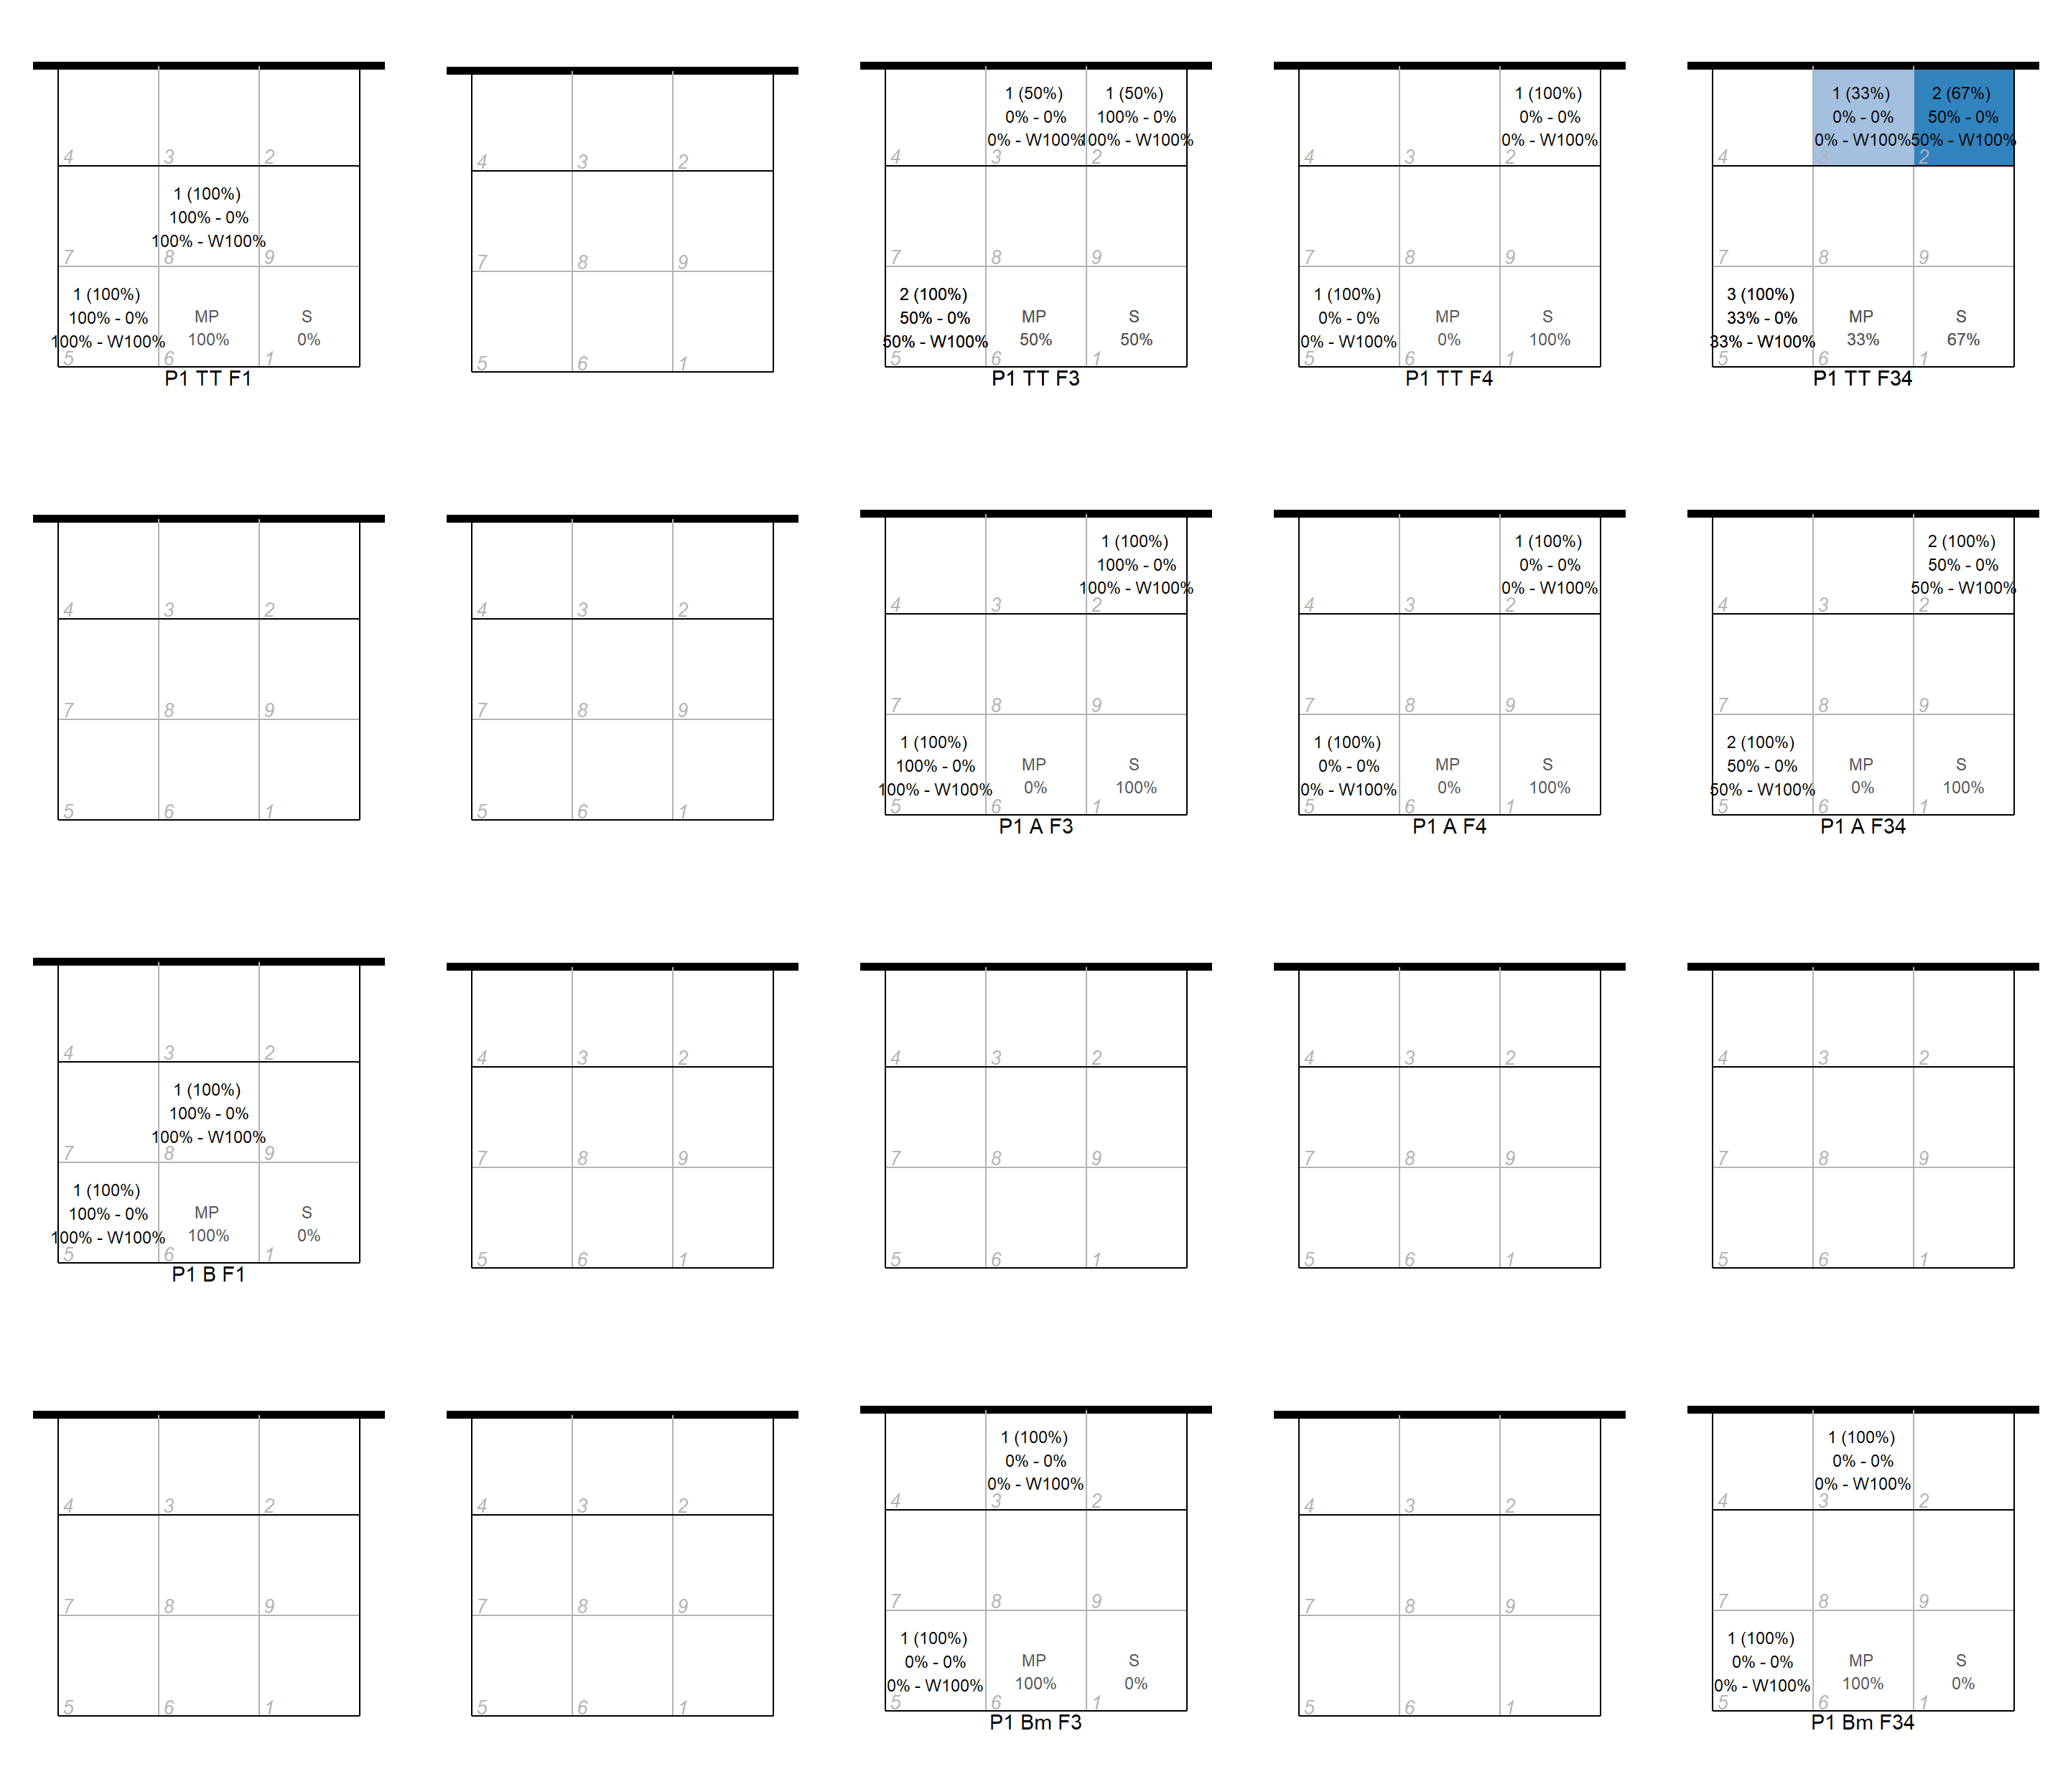 4 3 2
1 (100%)
100% - 0%
100% - W100%
7 8 9
1 (100%)
100% - 0%
100% - W100%
MP
100%
S
0%
5 6 1
P1 TT F1
4 3 2
7 8 9
5 6 1
1 (50%)
0% - 0%
0% - W100%
1 (50%)
100% - 0%
100% - W100%
4 3 2
7 8 9
2 (100%)
50% - 0%
50% - W100%
MP
50%
S
50%
5 6 1
P1 TT F3
1 (100%)
0% - 0%
0% - W100%
4 3 2
7 8 9
1 (100%)
0% - 0%
0% - W100%
MP
0%
S
100%
5 6 1
P1 TT F4
1 (33%)
0% - 0%
0% - W100%
2 (67%)
50% - 0%
50% - W100%
4 3 2
7 8 9
3 (100%)
33% - 0%
33% - W100%
MP
33%
S
67%
5 6 1
P1 TT F34
4 3 2
7 8 9
5 6 1
4 3 2
7 8 9
5 6 1
1 (100%)
100% - 0%
100% - W100%
4 3 2
7 8 9
1 (100%)
100% - 0%
100% - W100%
MP
0%
S
100%
5 6 1
P1 A F3
1 (100%)
0% - 0%
0% - W100%
4 3 2
7 8 9
1 (100%)
0% - 0%
0% - W100%
MP
0%
S
100%
5 6 1
P1 A F4
2 (100%)
50% - 0%
50% - W100%
4 3 2
7 8 9
2 (100%)
50% - 0%
50% - W100%
MP
0%
S
100%
5 6 1
P1 A F34
4 3 2
1 (100%)
100% - 0%
100% - W100%
7 8 9
1 (100%)
100% - 0%
100% - W100%
MP
100%
S
0%
5 6 1
P1 B F1
4 3 2
7 8 9
5 6 1
4 3 2
7 8 9
5 6 1
4 3 2
7 8 9
5 6 1
4 3 2
7 8 9
5 6 1
4 3 2
7 8 9
5 6 1
4 3 2
7 8 9
5 6 1
1 (100%)
0% - 0%
0% - W100%
4 3 2
7 8 9
1 (100%)
0% - 0%
0% - W100%
MP
100%
S
0%
5 6 1
P1 Bm F3
4 3 2
7 8 9
5 6 1
1 (100%)
0% - 0%
0% - W100%
4 3 2
7 8 9
1 (100%)
0% - 0%
0% - W100%
MP
100%
S
0%
5 6 1
P1 Bm F34